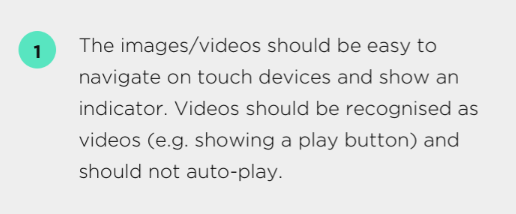 1
The images/videos should be easy to
navigate on touch devices and show an
indicator. Videos should be recognised as
videos (e.g. showing a play button) and
should not auto-play.